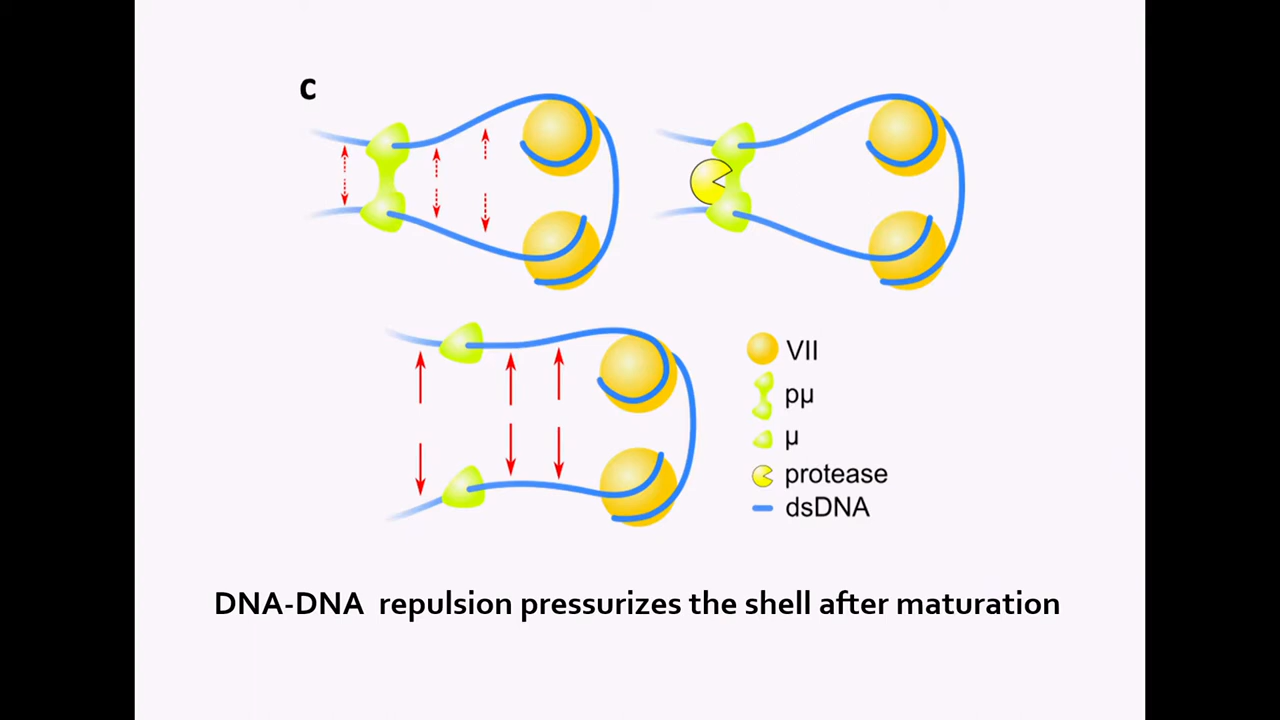 c
VII
pμ
μ
protease
dsDNA
DNA-DNA repulsion pressurizes the shell after maturation